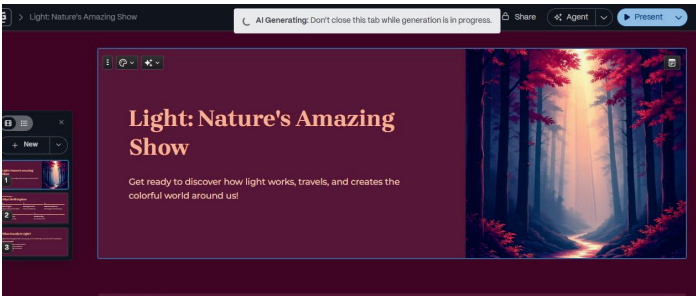 Light: Nature's Amazing Show
AI Generating: Don't close this tab while generation is in progress.
Share
Agent
Present
Light: Nature's Amazing
Show
Get ready to discover how light works, travels, and creates the
colorful world around us!
+ New
1
2
3